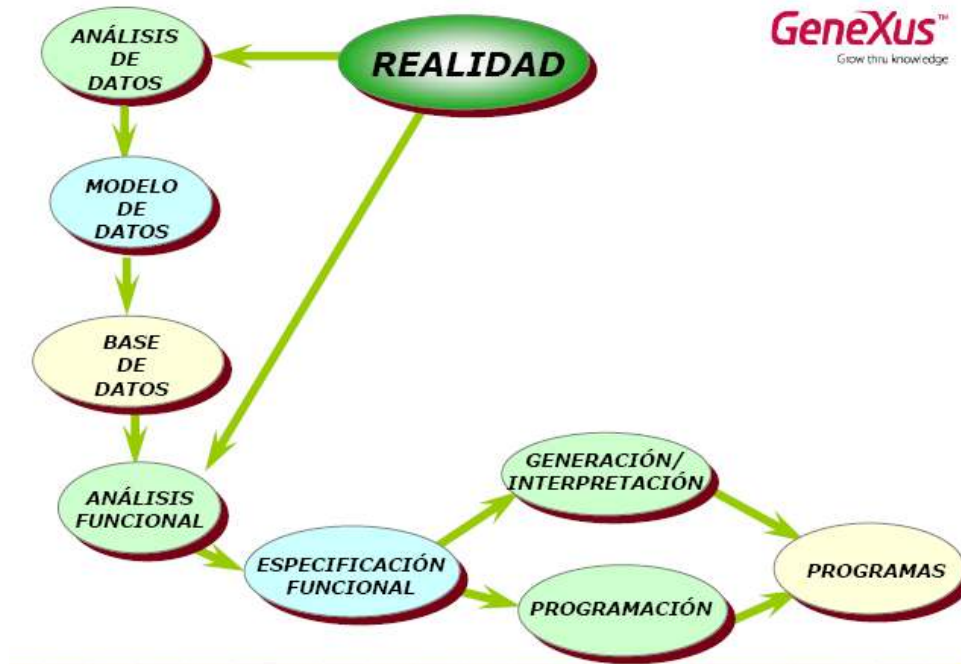 ANÁLISIS
DE
DATOS
REALIDAD
GeneXus™
Grow thru knowledge
MODELO
DE
DATOS
BASE
DE
DATOS
ANÁLISIS
FUNCIONAL
GENERACIÓN/
INTERPRETACIÓN
ESPECIFICACIÓN
FUNCIONAL
PROGRAMACIÓN
PROGRAMAS